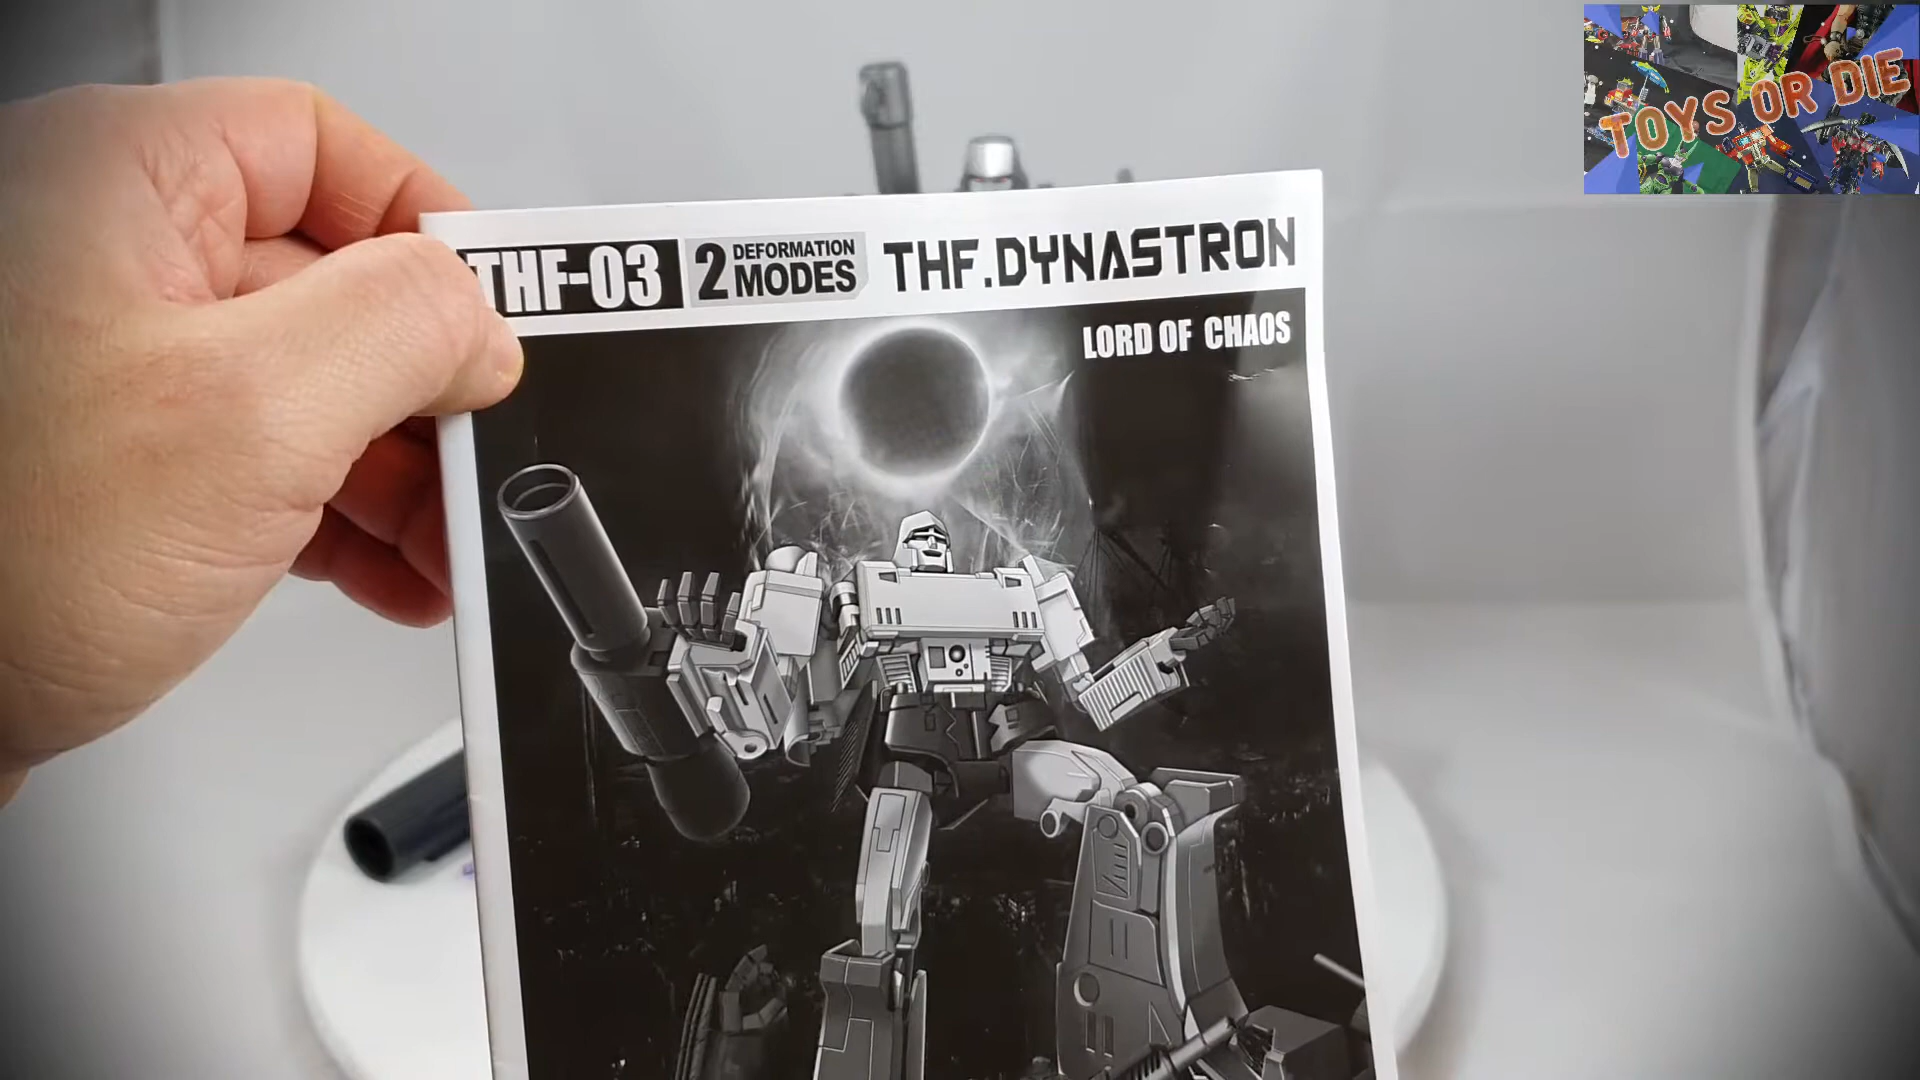 TOYS OR DIE
THF-03
2 DEFORMATION
MODES
THF.DYNASTRON
LORD OF CHAOS